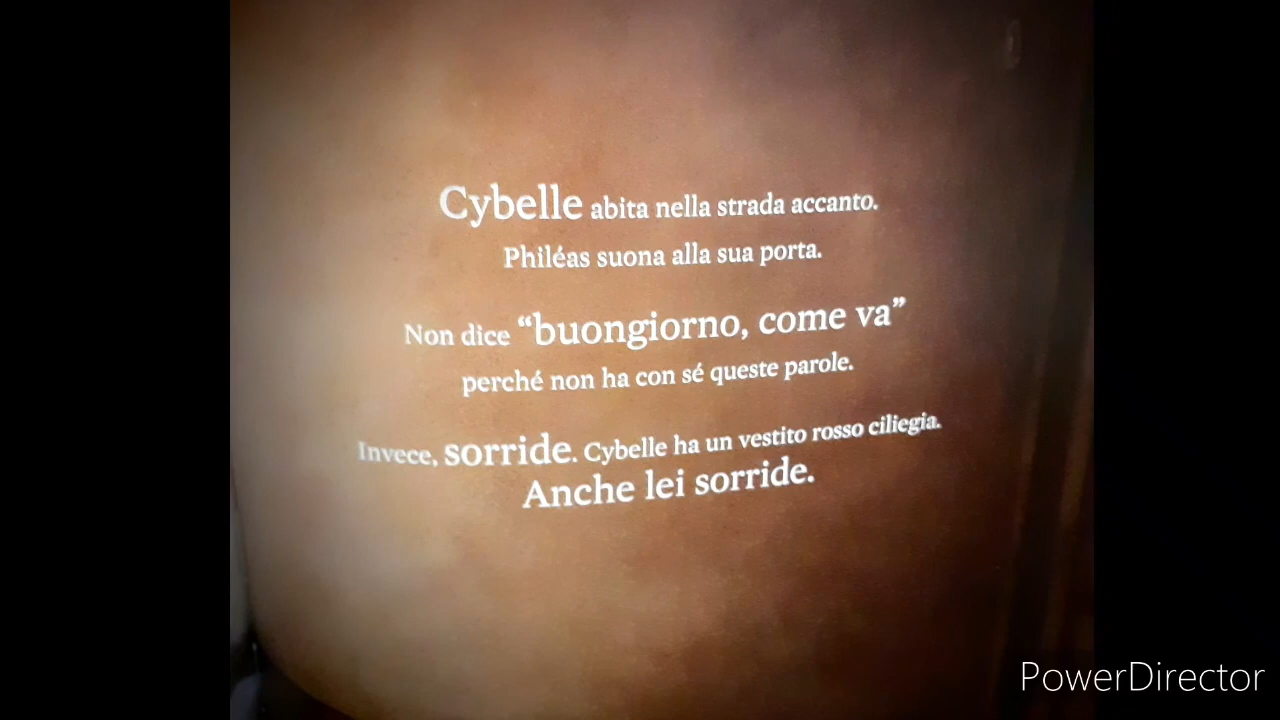 Cybelle abita nella strada accanto.
Philéas suona alla sua porta.
Non dice “buongiorno, come va”
perché non ha con sé queste parole.
Invece, sorride. Cybelle ha un vestito rosso ciliegia.
Anche lei sorride.
PowerDirector